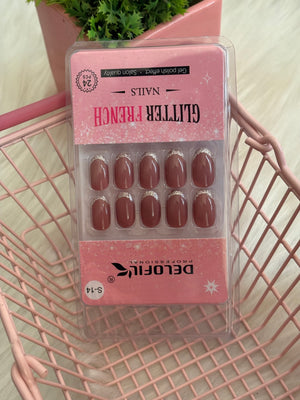 DELOFIL®
PROFESSIONAL
S-14
GLITTER FRENCH
NAILS
Gel polish effect - Salon quality
24
PCS